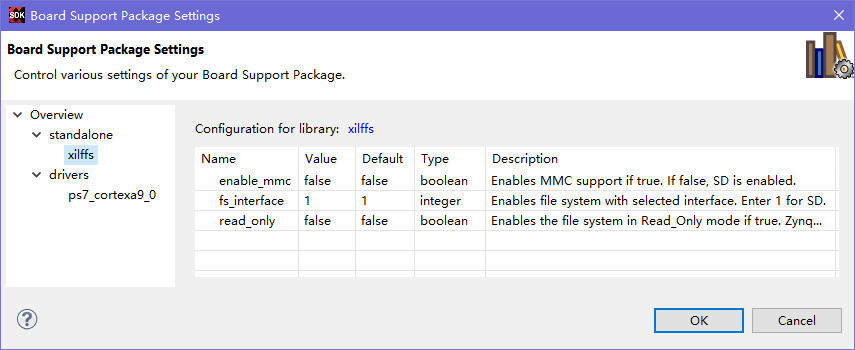 SDK Board Support Package Settings
Board Support Package Settings
Control various settings of your Board Support Package.
Overview
standalone
xilffs
drivers
ps7_cortexa9_0
Configuration for library: xilffs
Name Value Default Type Description
enable_mmc false false boolean Enables MMC support if true. If false, SD is enabled.
fs_interface 1 1 integer Enables file system with selected interface. Enter 1 for SD.
read_only false false boolean Enables the file system in Read_Only mode if true. Zynq...
?
OK Cancel